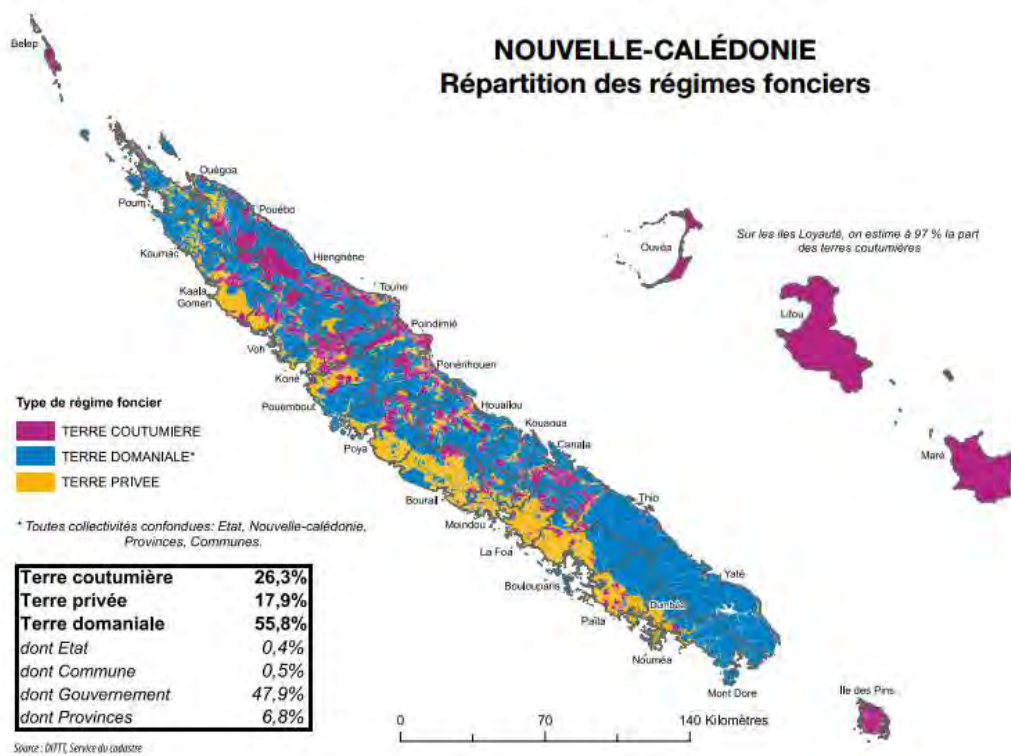 NOUVELLE-CALÉDONIE
Répartition des régimes fonciers
Belep
Ouégoa
Poum
Pouébo
Koumac
Hienghène
Kaala
Gomen
Touho
Poindimié
Voh
Ponérihouen
Koné
Pouembout
Houaïlou
Kouaoua
Canala
Poya
Bourail
Thio
Moindou
La Foa
Boulouparis
Yaté
Dumbéa
Païta
Nouméa
Mont Dore
Ile des Pins
Ouvéa
Sur les iles Loyauté, on estime à 97 % la part
des terres coutumières
Lifou
Maré
Type de régime foncier
TERRE COUTUMIÈRE
TERRE DOMANIALE*
TERRE PRIVEE
* Toutes collectivités confondues: Etat, Nouvelle-calédonie,
Provinces, Communes.
Terre coutumière 26,3%
Terre privée 17,9%
Terre domaniale 55,8%
dont Etat 0,4%
dont Commune 0,5%
dont Gouvernement 47,9%
dont Provinces 6,8%
0 70 140 Kilomètres
Source : DITTT, Service du cadastre